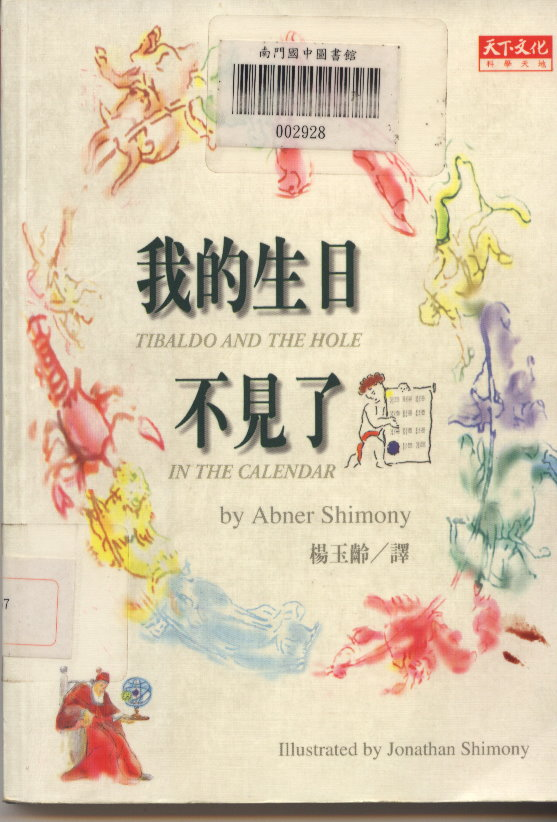 南門國中圖書館
002928
天下文化
科學天地
我的生日
TIBALDO AND THE HOLE
不見了
IN THE CALENDAR
by Abner Shimony
楊玉齡／譯
7
Illustrated by Jonathan Shimony